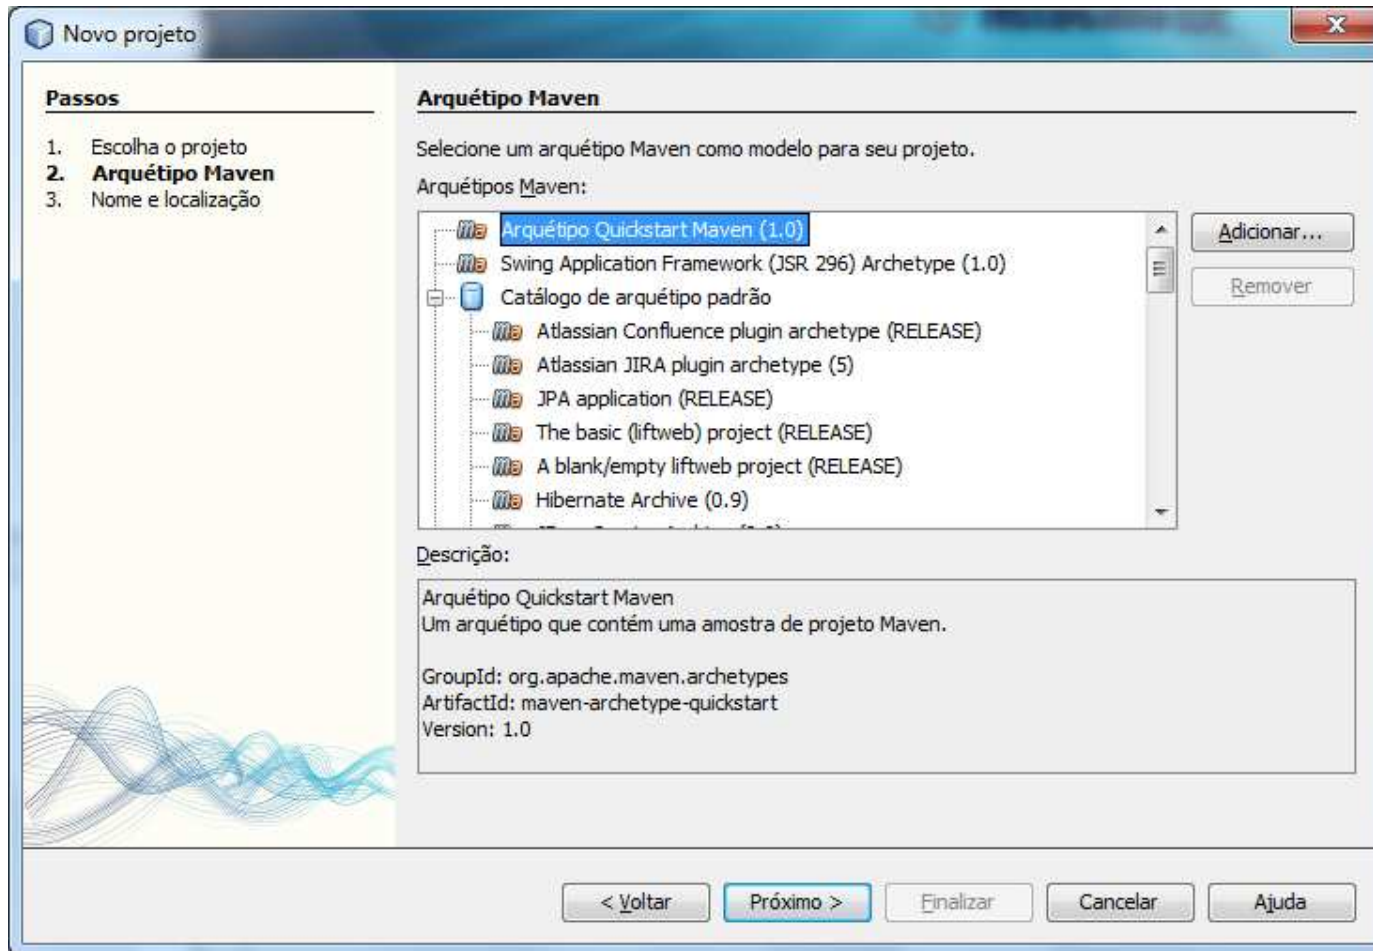 Novo projeto
Passos
1. Escolha o projeto
2. Arquétipo Maven
3. Nome e localização
Arquétipo Maven
Selecione um arquétipo Maven como modelo para seu projeto.
Arquétipos Maven:
Arquétipo Quickstart Maven (1.0)
Swing Application Framework (JSR 296) Archetype (1.0)
Catálogo de arquétipo padrão
Atlassian Confluence plugin archetype (RELEASE)
Atlassian JIRA plugin archetype (5)
JPA application (RELEASE)
The basic (liftweb) project (RELEASE)
A blank/empty liftweb project (RELEASE)
Hibernate Archive (0.9)
Adicionar...
Remover
Descrição:
Arquétipo Quickstart Maven
Um arquétipo que contém uma amostra de projeto Maven.
GroupId: org.apache.maven.archetypes
ArtifactId: maven-archetype-quickstart
Version: 1.0
< Voltar
Próximo >
Finalizar
Cancelar
Ajuda